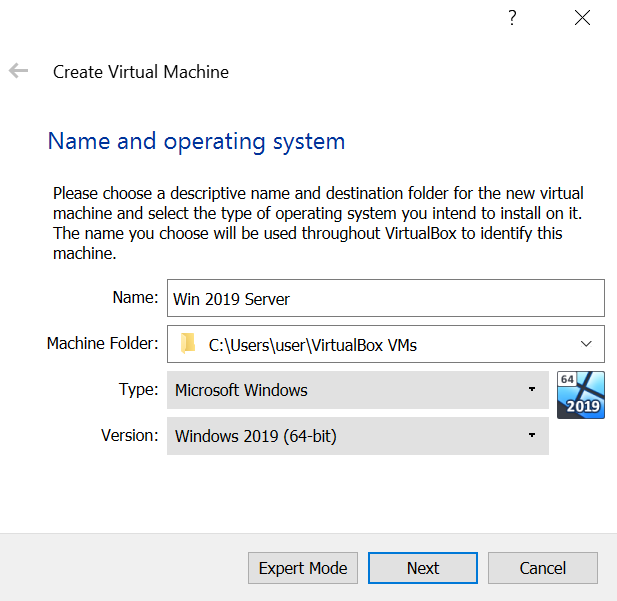 ?
Create Virtual Machine
Name and operating system
Please choose a descriptive name and destination folder for the new virtual
machine and select the type of operating system you intend to install on it.
The name you choose will be used throughout VirtualBox to identify this
machine.
Name: Win 2019 Server
Machine Folder: C:\Users\user\VirtualBox VMs
Type: Microsoft Windows
64
2019
Version: Windows 2019 (64-bit)
Expert Mode Next Cancel